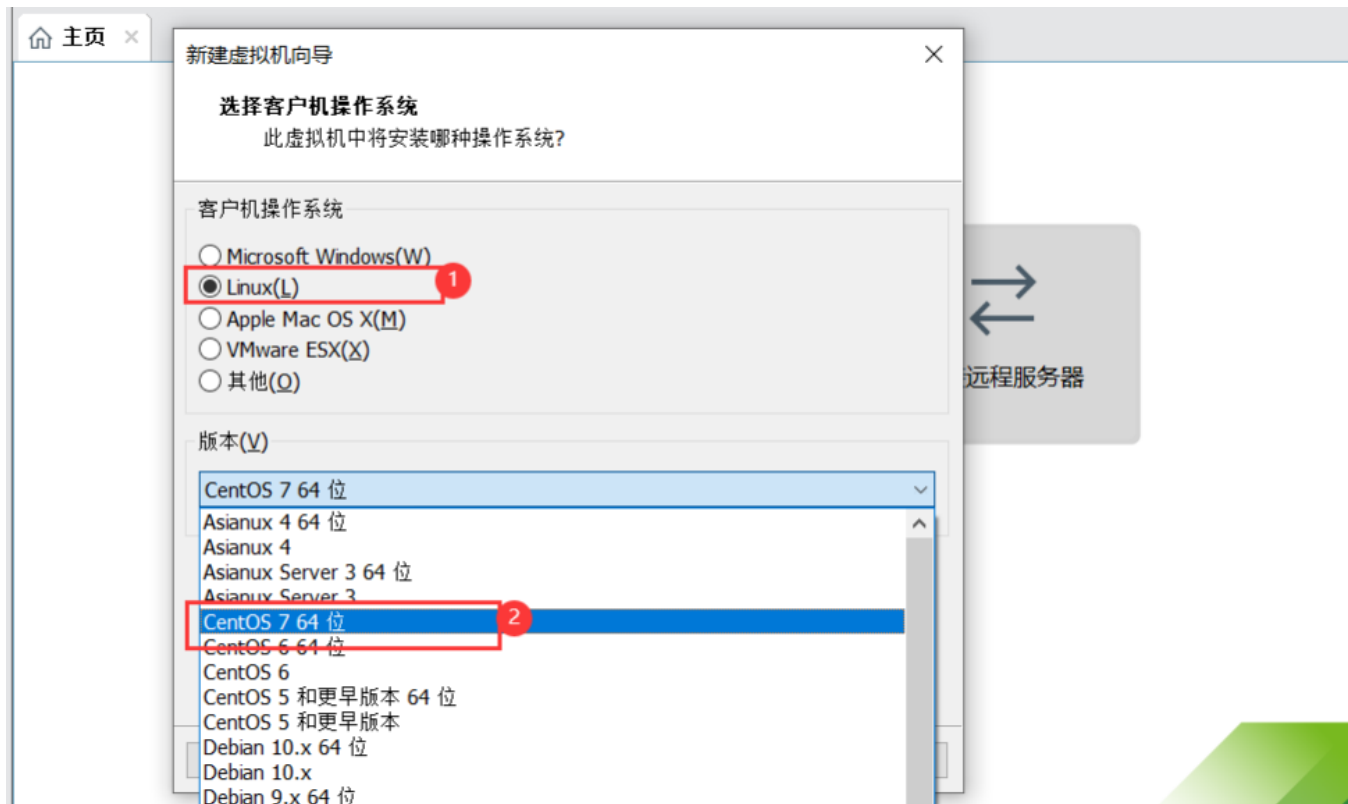 主页
新建虚拟机向导
选择客户机操作系统
此虚拟机中将安装哪种操作系统?
客户机操作系统
Microsoft Windows(W)
Linux(L)
1
Apple Mac OS X(M)
VMware ESX(X)
其他(O)
远程服务器
版本(V)
CentOS 7 64 位
Asianux 4 64 位
Asianux 4
Asianux Server 3 64 位
Asianux Server 3
CentOS 7 64 位
2
CentOS 6 64 位
CentOS 6
CentOS 5 和更早版本 64 位
CentOS 5 和更早版本
Debian 10.x 64 位
Debian 10.x
Debian 9.x 64 位